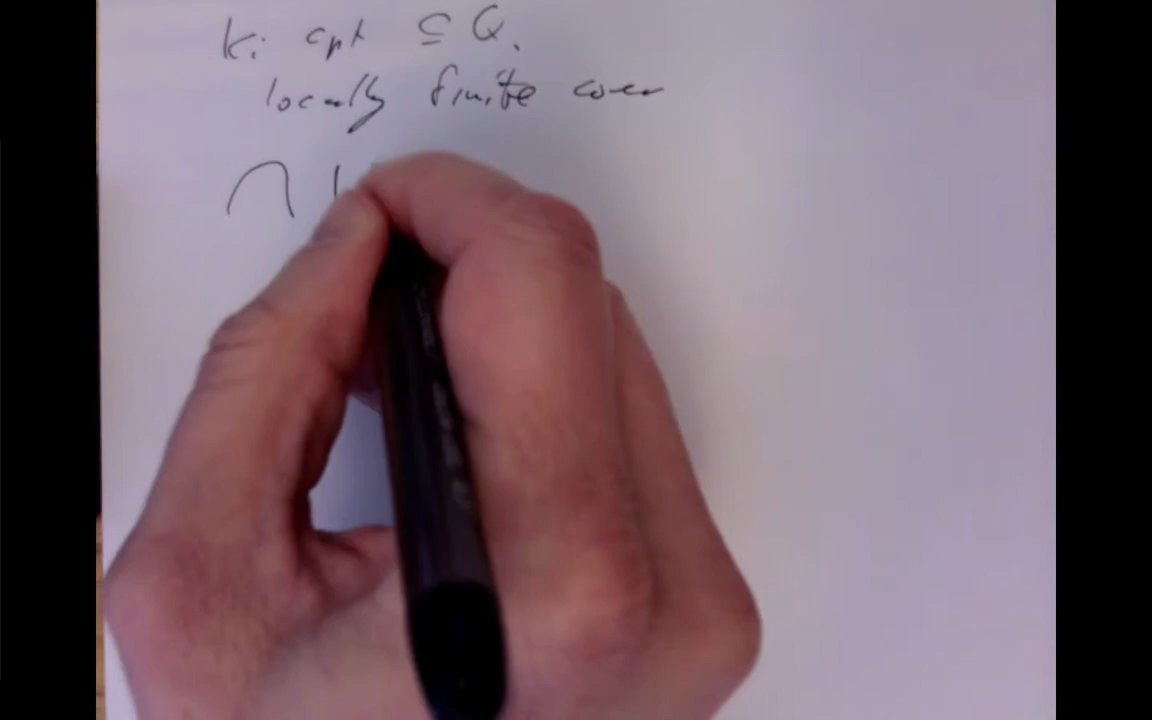 Ki cpt ⊆ Q.
locally finite cover
∩